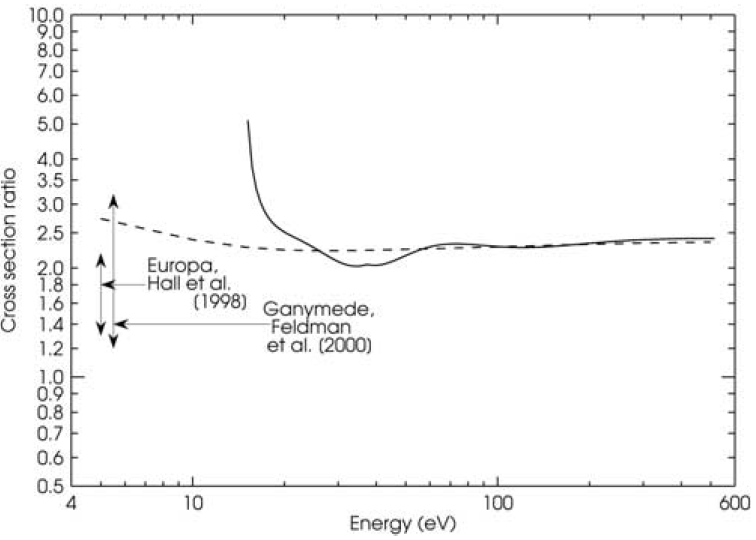 10.0
9.0
8.0
7.0
6.0
5.0
4.0
3.5
3.0
2.5
2.0
1.8
1.6
1.4
1.2
1.0
0.9
0.8
0.7
0.6
0.5
Cross section ratio
Europa,
Hall et al.
(1998)
Ganymede,
Feldman
et al. (2000)
4 10 100 600
Energy (eV)